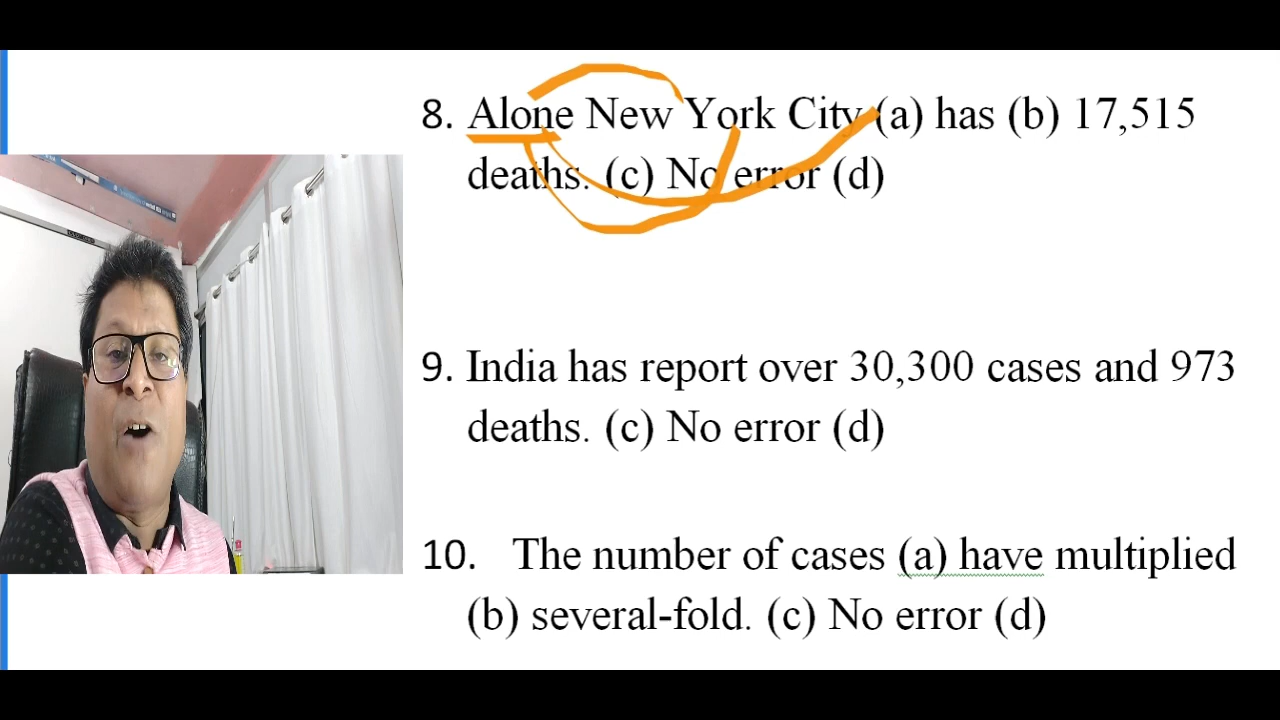 8. Alone New York City (a) has (b) 17,515
deaths. (c) No error (d)
9. India has report over 30,300 cases and 973
deaths. (c) No error (d)
10. The number of cases (a) have multiplied
(b) several-fold. (c) No error (d)